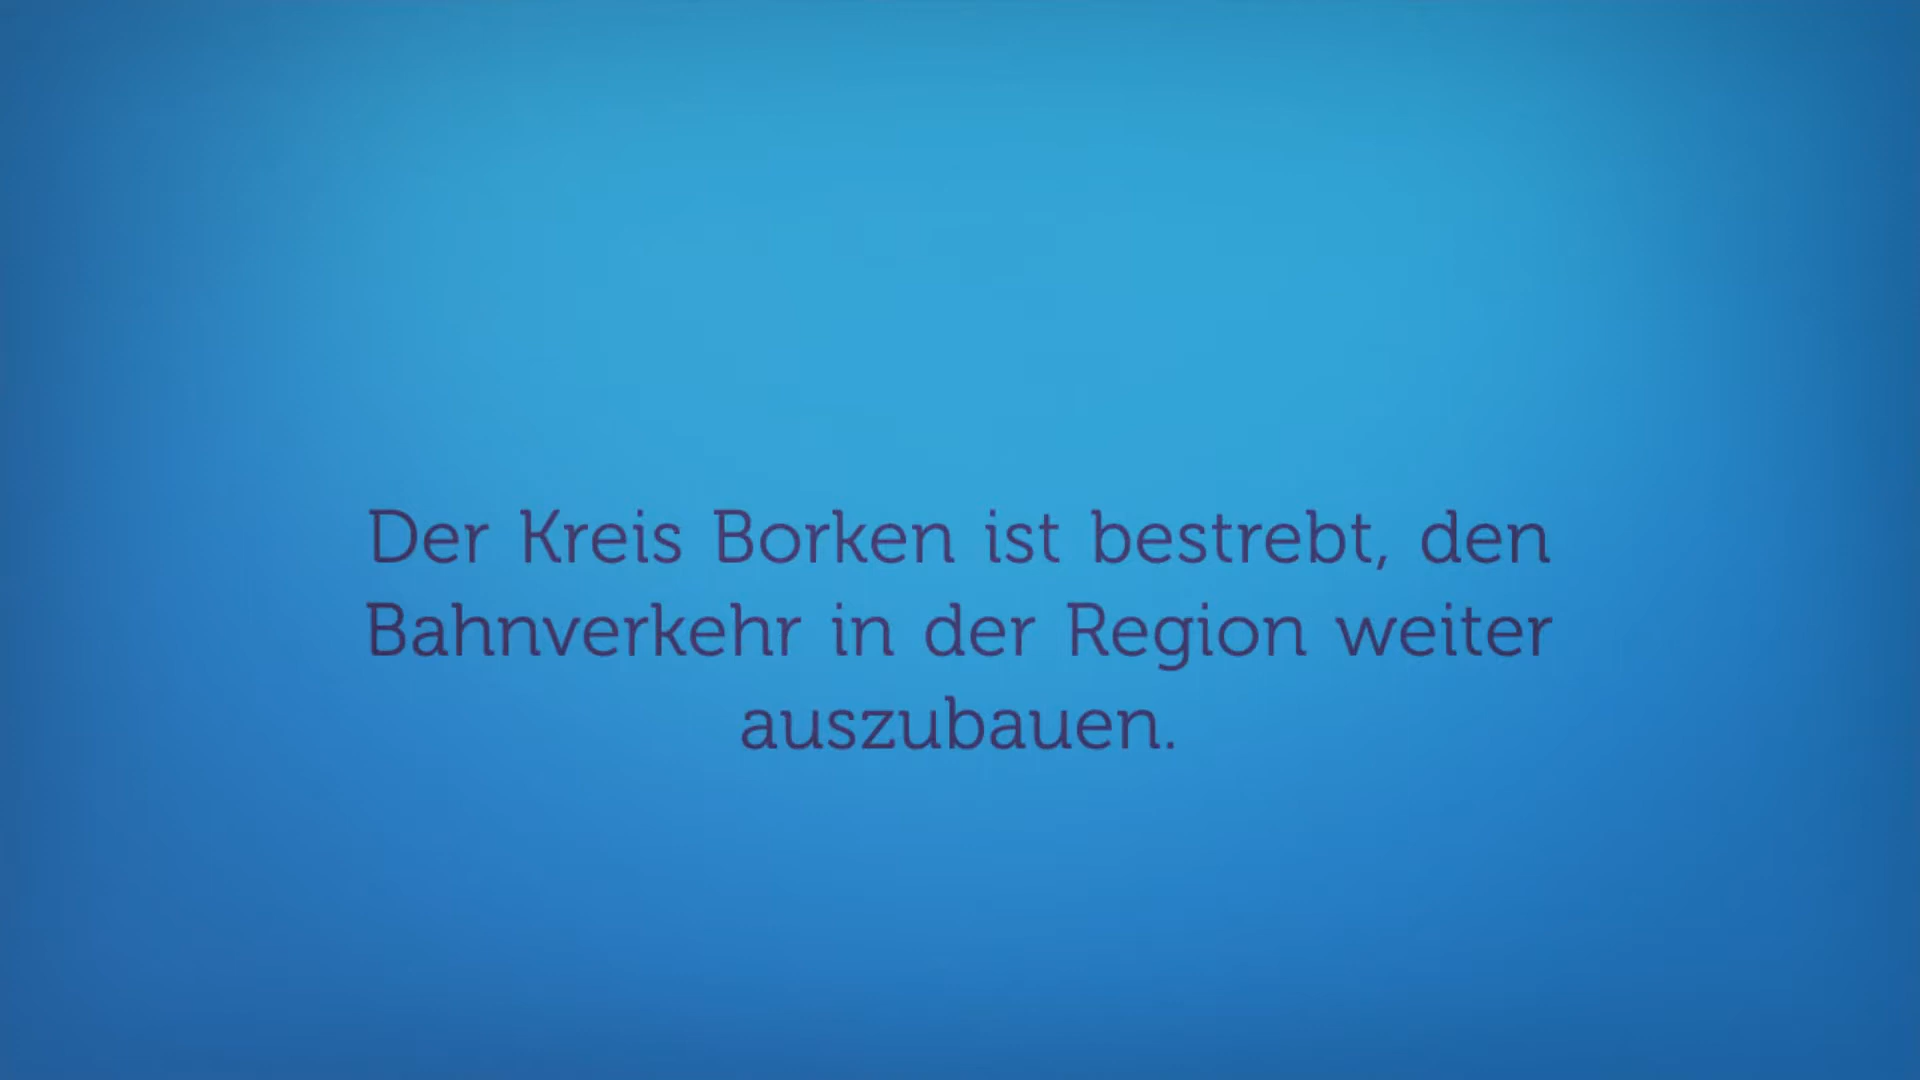 Der Kreis Borken ist bestrebt, den
Bahnverkehr in der Region weiter
auszubauen.